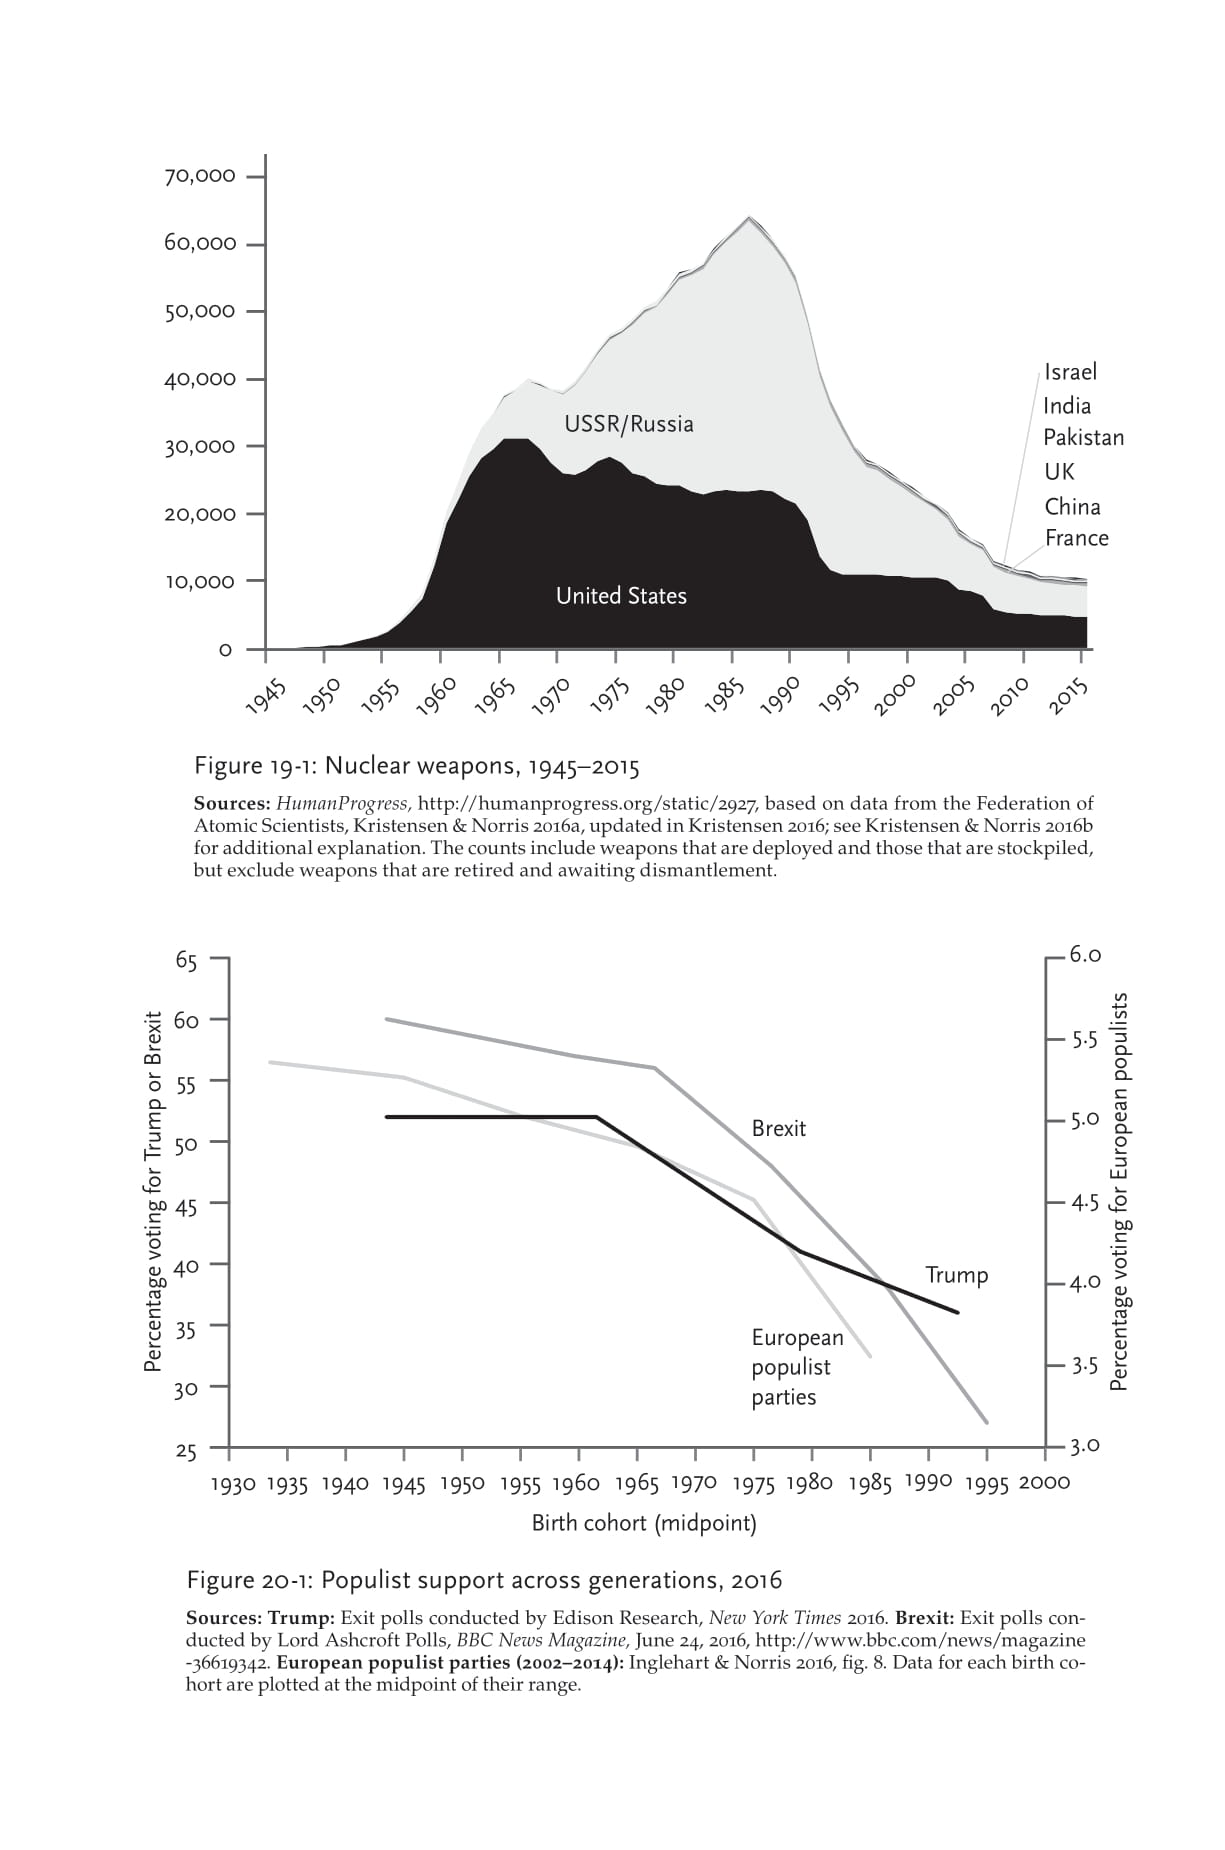 70,000
60,000
50,000
40,000
30,000
20,000
10,000
0
USSR/Russia
United States
Israel
India
Pakistan
UK
China
France
1945 1950 1955 1960 1965 1970 1975 1980 1985 1990 1995 2000 2005 2010 2015
Figure 19-1: Nuclear weapons, 1945–2015
Sources: HumanProgress, http://humanprogress.org/static/2927, based on data from the Federation of
Atomic Scientists, Kristensen & Norris 2016a, updated in Kristensen 2016; see Kristensen & Norris 2016b
for additional explanation. The counts include weapons that are deployed and those that are stockpiled,
but exclude weapons that are retired and awaiting dismantlement.
Percentage voting for Trump or Brexit
65
60
55
50
45
40
35
30
25
Brexit
Trump
European
populist
parties
6.0
5.5
5.0
4.5
4.0
3.5
3.0
Percentage voting for European populists
1930 1935 1940 1945 1950 1955 1960 1965 1970 1975 1980 1985 1990 1995 2000
Birth cohort (midpoint)
Figure 20-1: Populist support across generations, 2016
Sources: Trump: Exit polls conducted by Edison Research, New York Times 2016. Brexit: Exit polls con-
ducted by Lord Ashcroft Polls, BBC News Magazine, June 24, 2016, http://www.bbc.com/news/magazine
-36619342. European populist parties (2002–2014): Inglehart & Norris 2016, fig. 8. Data for each birth co-
hort are plotted at the midpoint of their range.